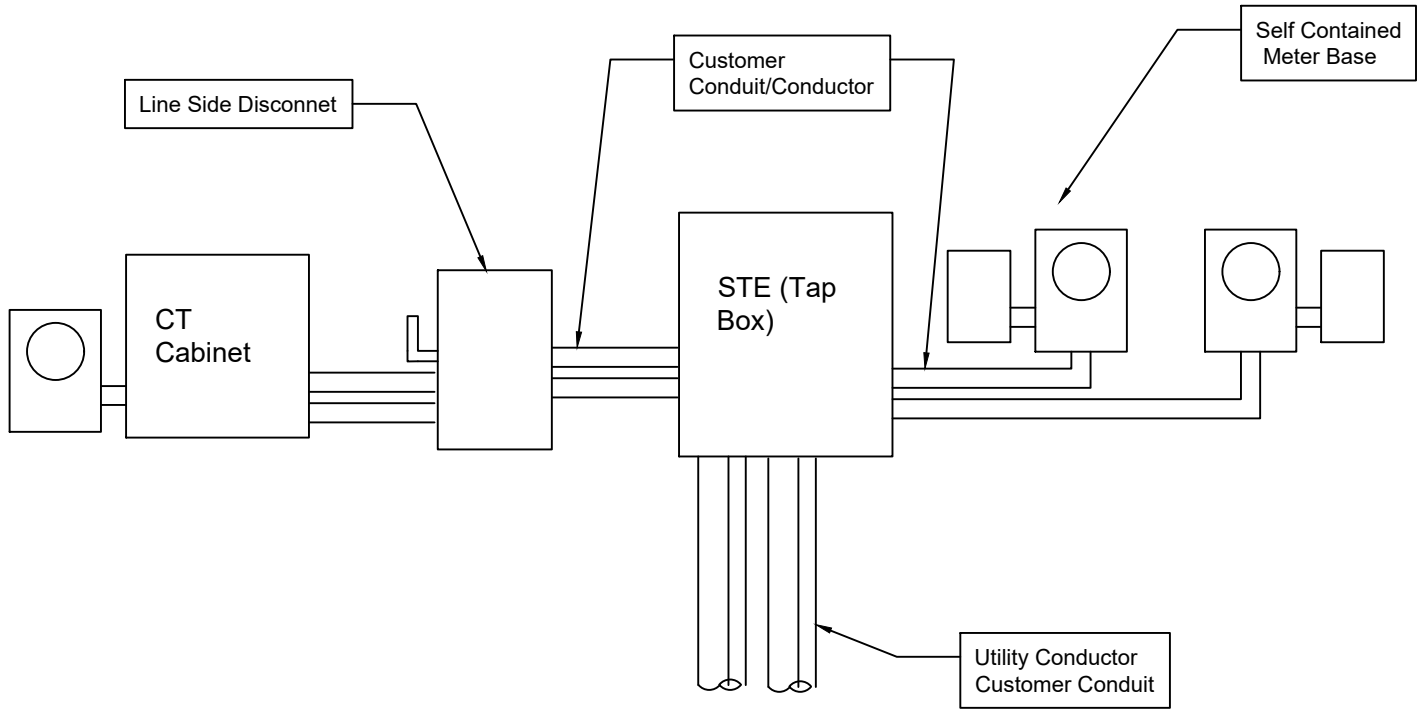 Self Contained
Meter Base
Customer
Conduit/Conductor
Line Side Disconnet
STE (Tap
Box)
CT
Cabinet
Utility Conductor
Customer Conduit